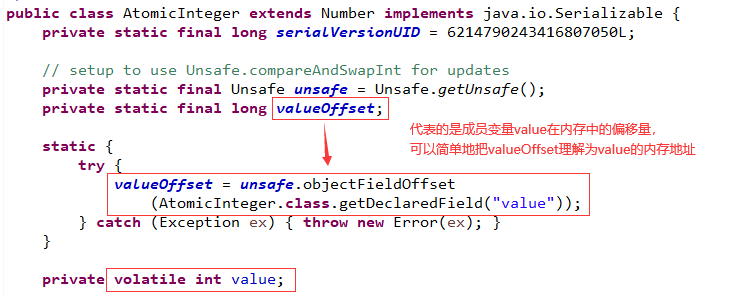 public class AtomicInteger extends Number implements java.io.Serializable {
private static final long serialVersionUID = 6214790243416807050L;
// setup to use Unsafe.compareAndSwapInt for updates
private static final Unsafe unsafe = Unsafe.getUnsafe();
private static final long valueOffset;
代表的是成员变量value在内存中的偏移量,
可以简单地把valueOffset理解为value的内存地址
static {
try {
valueOffset = unsafe.objectFieldOffset
(AtomicInteger.class.getDeclaredField("value"));
} catch (Exception ex) { throw new Error(ex); }
}
private volatile int value;